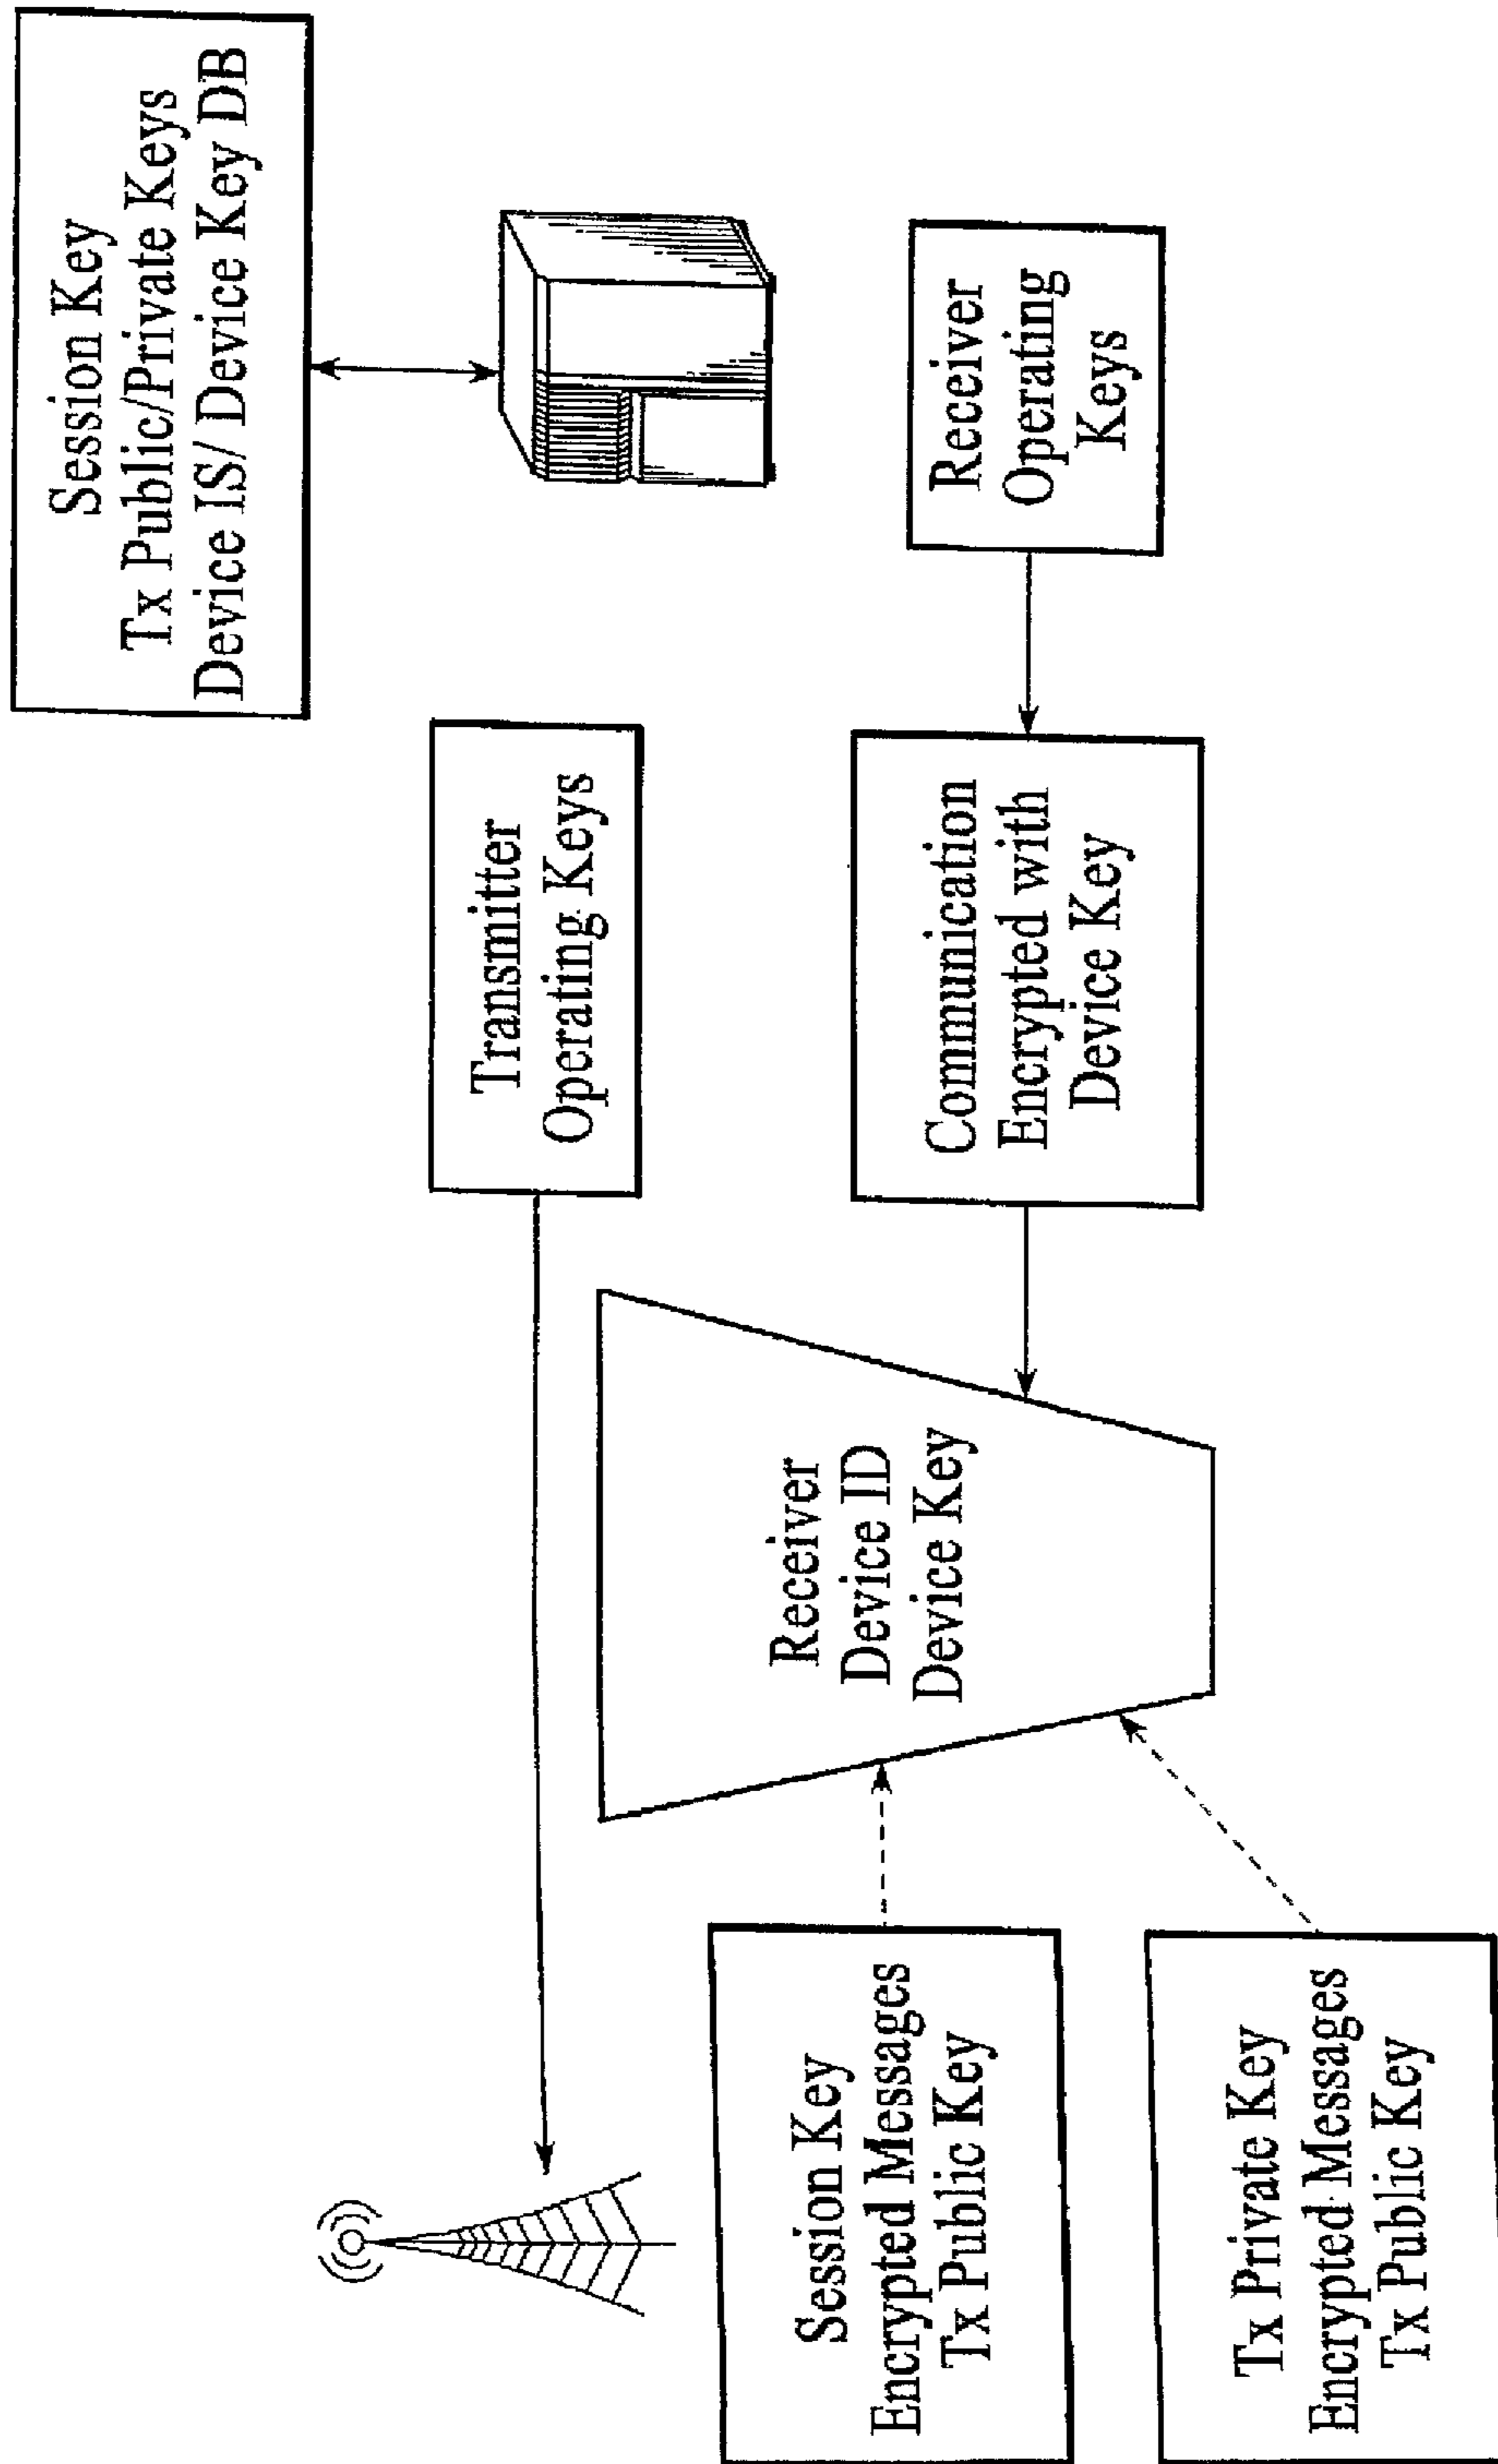 Session Key
Tx Public/Private Keys
Device IS/ Device Key DB
Transmitter
Operating Keys
Receiver
Operating
Keys
Communication
Encrypted with
Device Key
Receiver
Device ID
Device Key
Session Key
Encrypted Messages
Tx Public Key
Tx Private Key
Encrypted Messages
Tx Public Key